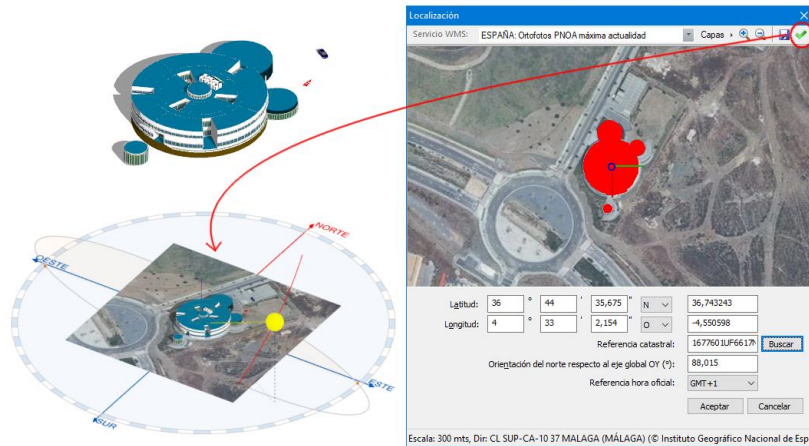 Localización
Servicio WMS: ESPAÑA: Ortofotos PNOA máxima actualidad Capas
NORTE
OESTE
ESTE
SUR
Latitud: 36 ° 44 ' 35,675 " N 36,743243
Longitud: 4 ° 33 ' 2,154 " O -4,550598
Referencia catastral: 1677601UF6617N Buscar
Orientación del norte respecto al eje global OY (°): 88,015
Referencia hora oficial: GMT+1
Aceptar Cancelar
Escala: 300 mts, Dir: CL SUP-CA-10 37 MALAGA (MÁLAGA) (© Instituto Geográfico Nacional de Esp